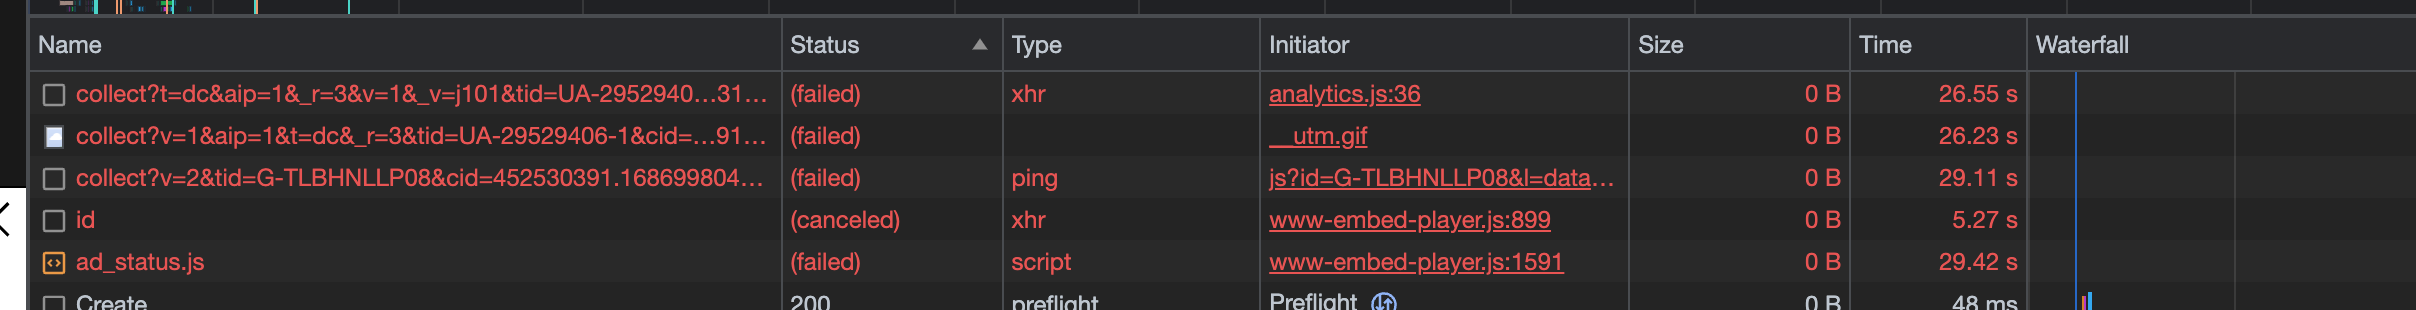 Name Status Type Initiator Size Time Waterfall
collect?t=dc&aip=1&_r=3&v=1&_v=j101&tid=UA-2952940…31… (failed) xhr analytics.js:36 0 B 26.55 s
collect?v=1&aip=1&t=dc&_r=3&tid=UA-29529406-1&cid=…91… (failed) __utm.gif 0 B 26.23 s
collect?v=2&tid=G-TLBHNLLP08&cid=452530391.168699804… (failed) ping js?id=G-TLBHNLLP08&l=data… 0 B 29.11 s
id (canceled) xhr www-embed-player.js:899 0 B 5.27 s
ad_status.js (failed) script www-embed-player.js:1591 0 B 29.42 s
Create 200 preflight Preflight 0 B 48 ms